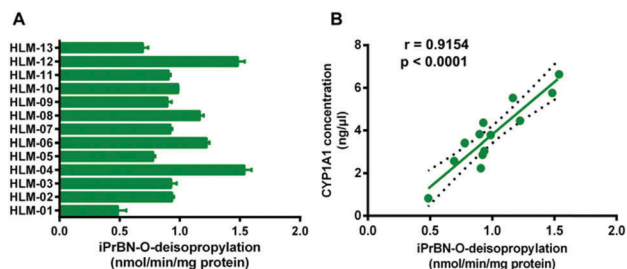 A
HLM-13
HLM-12
HLM-11
HLM-10
HLM-09
HLM-08
HLM-07
HLM-06
HLM-05
HLM-04
HLM-03
HLM-02
HLM-01
0.0 0.5 1.0 1.5 2.0
iPrBN-O-deisopropylation
(nmol/min/mg protein)
B
r = 0.9154
p < 0.0001
CYP1A1 concentration
(ng/μl)
8
6
4
2
0
0.0 0.5 1.0 1.5 2.0
iPrBN-O-deisopropylation
(nmol/min/mg protein)